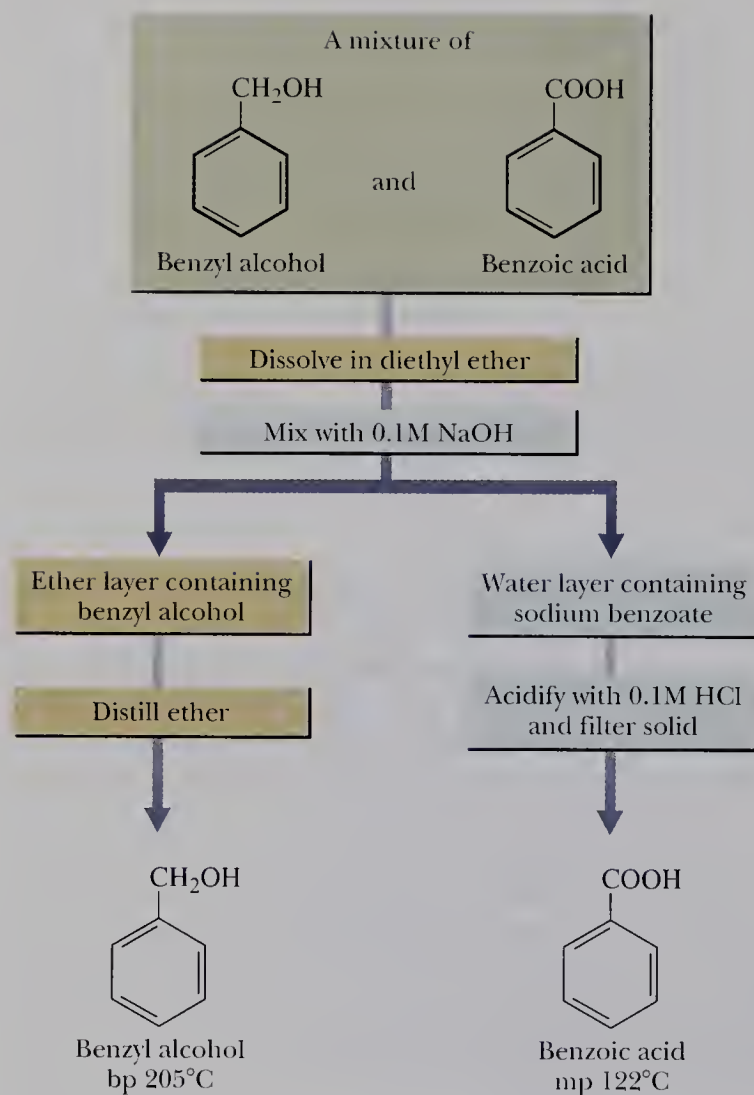 A mixture of
CH₂OH
COOH
and
Benzyl alcohol
Benzoic acid
Dissolve in diethyl ether
Mix with 0.1M NaOH
Ether layer containing
benzyl alcohol
Water layer containing
sodium benzoate
Distill ether
Acidify with 0.1M HCl
and filter solid
CH₂OH
COOH
Benzyl alcohol
bp 205°C
Benzoic acid
mp 122°C